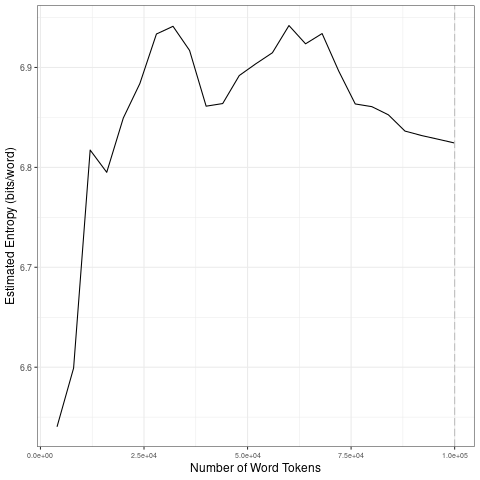 Estimated Entropy (bits/word)
6.9
6.8
6.7
6.6
0.0e+00 2.5e+04 5.0e+04 7.5e+04 1.0e+05
Number of Word Tokens